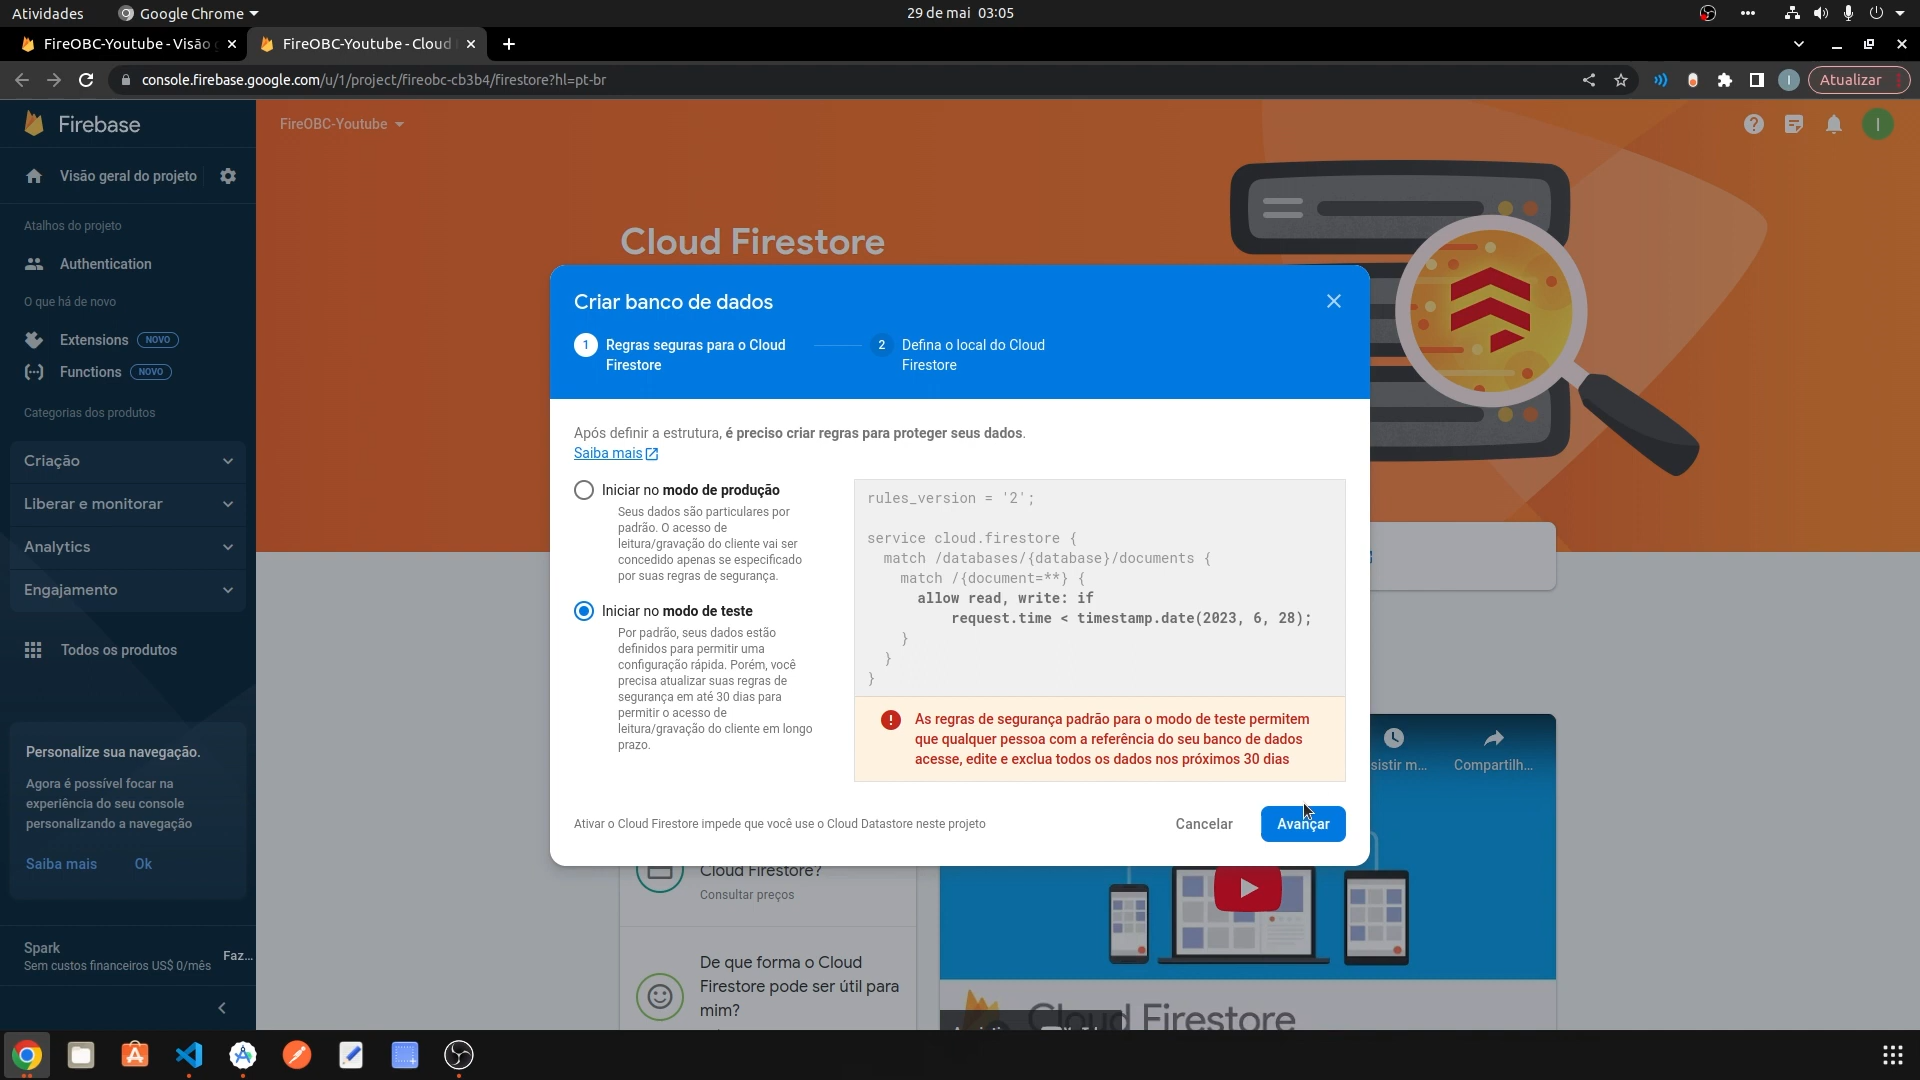 Atividades
Google Chrome
29 de mai 03:05
FireOBC-Youtube - Visão
FireOBC-Youtube - Cloud
console.firebase.google.com/u/1/project/fireobc-cb3b4/firestore?hl=pt-br
I
Atualizar
Firebase
FireOBC-Youtube
I
Visão geral do projeto
Atalhos do projeto
Authentication
O que há de novo
Extensions NOVO
Functions NOVO
Categorias dos produtos
Criação
Liberar e monitorar
Analytics
Engajamento
Todos os produtos
Personalize sua navegação.
Agora é possível focar na
experiência do seu console
personalizando a navegação
Saiba mais
Ok
Spark
Sem custos financeiros US$ 0/mês
Faz...
Cloud Firestore
Criar banco de dados
1 Regras seguras para o Cloud
Firestore
2 Defina o local do Cloud
Firestore
Após definir a estrutura, é preciso criar regras para proteger seus dados.
Saiba mais
Iniciar no modo de produção
Seus dados são particulares por
padrão. O acesso de
leitura/gravação do cliente vai ser
concedido apenas se especificado
por suas regras de segurança.
Iniciar no modo de teste
Por padrão, seus dados estão
definidos para permitir uma
configuração rápida. Porém, você
precisa atualizar suas regras de
segurança em até 30 dias para
permitir o acesso de
leitura/gravação do cliente em longo
prazo.
rules_version = '2';
service cloud.firestore {
match /databases/{database}/documents {
match /{document=**} {
allow read, write: if
request.time < timestamp.date(2023, 6, 28);
}
}
}
As regras de segurança padrão para o modo de teste permitem
que qualquer pessoa com a referência do seu banco de dados
acesse, edite e exclua todos os dados nos próximos 30 dias
Ativar o Cloud Firestore impede que você use o Cloud Datastore neste projeto
Cancelar
Avançar
sistir m...
Compartilh...
Cloud Firestore?
Consultar preços
De que forma o Cloud
Firestore pode ser útil para
mim?
Cloud Firestore